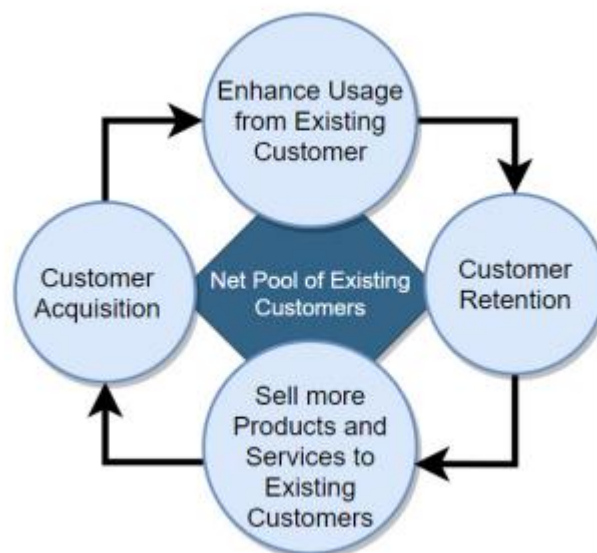 Enhance Usage
from Existing
Customer
Customer
Acquisition
Net Pool of Existing
Customers
Customer
Retention
Sell more
Products and
Services to
Existing
Customers